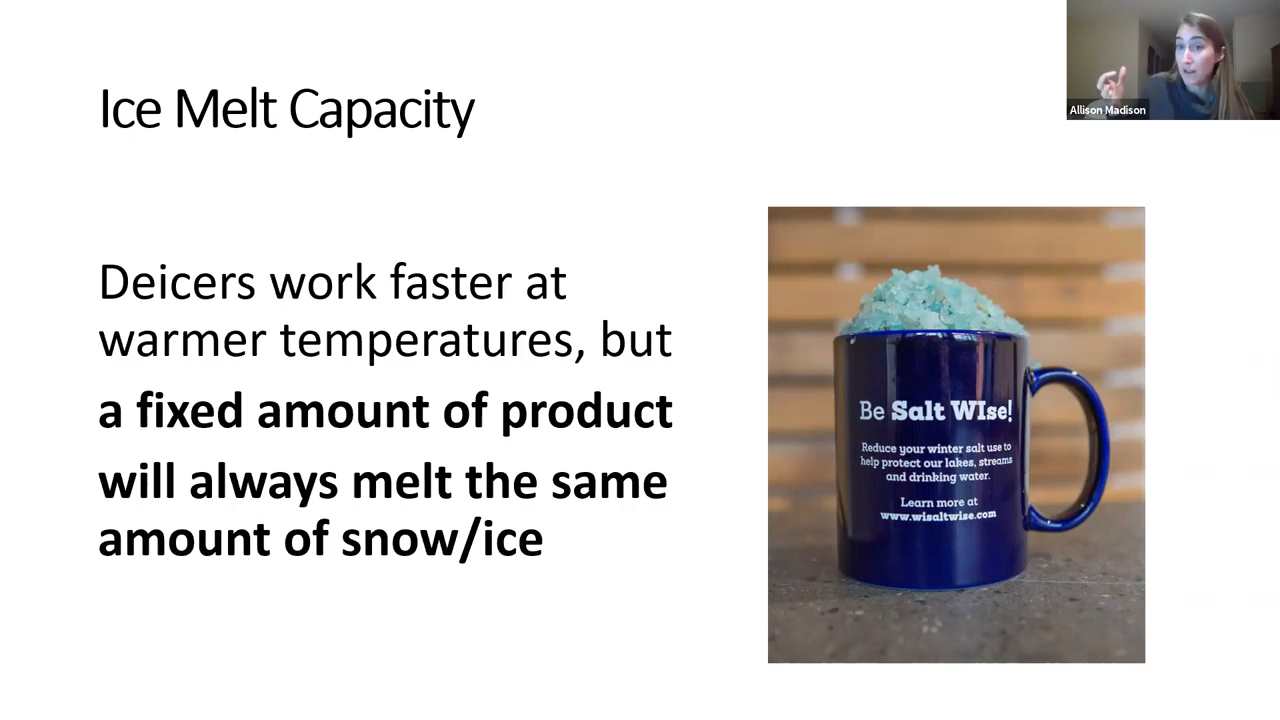 Ice Melt Capacity
Allison Madison
Deicers work faster at
warmer temperatures, but
a fixed amount of product
will always melt the same
amount of snow/ice
Be Salt WIse!
Reduce your winter salt use to
help protect our lakes, streams
and drinking water.
Learn more at
www.wisaltwise.com